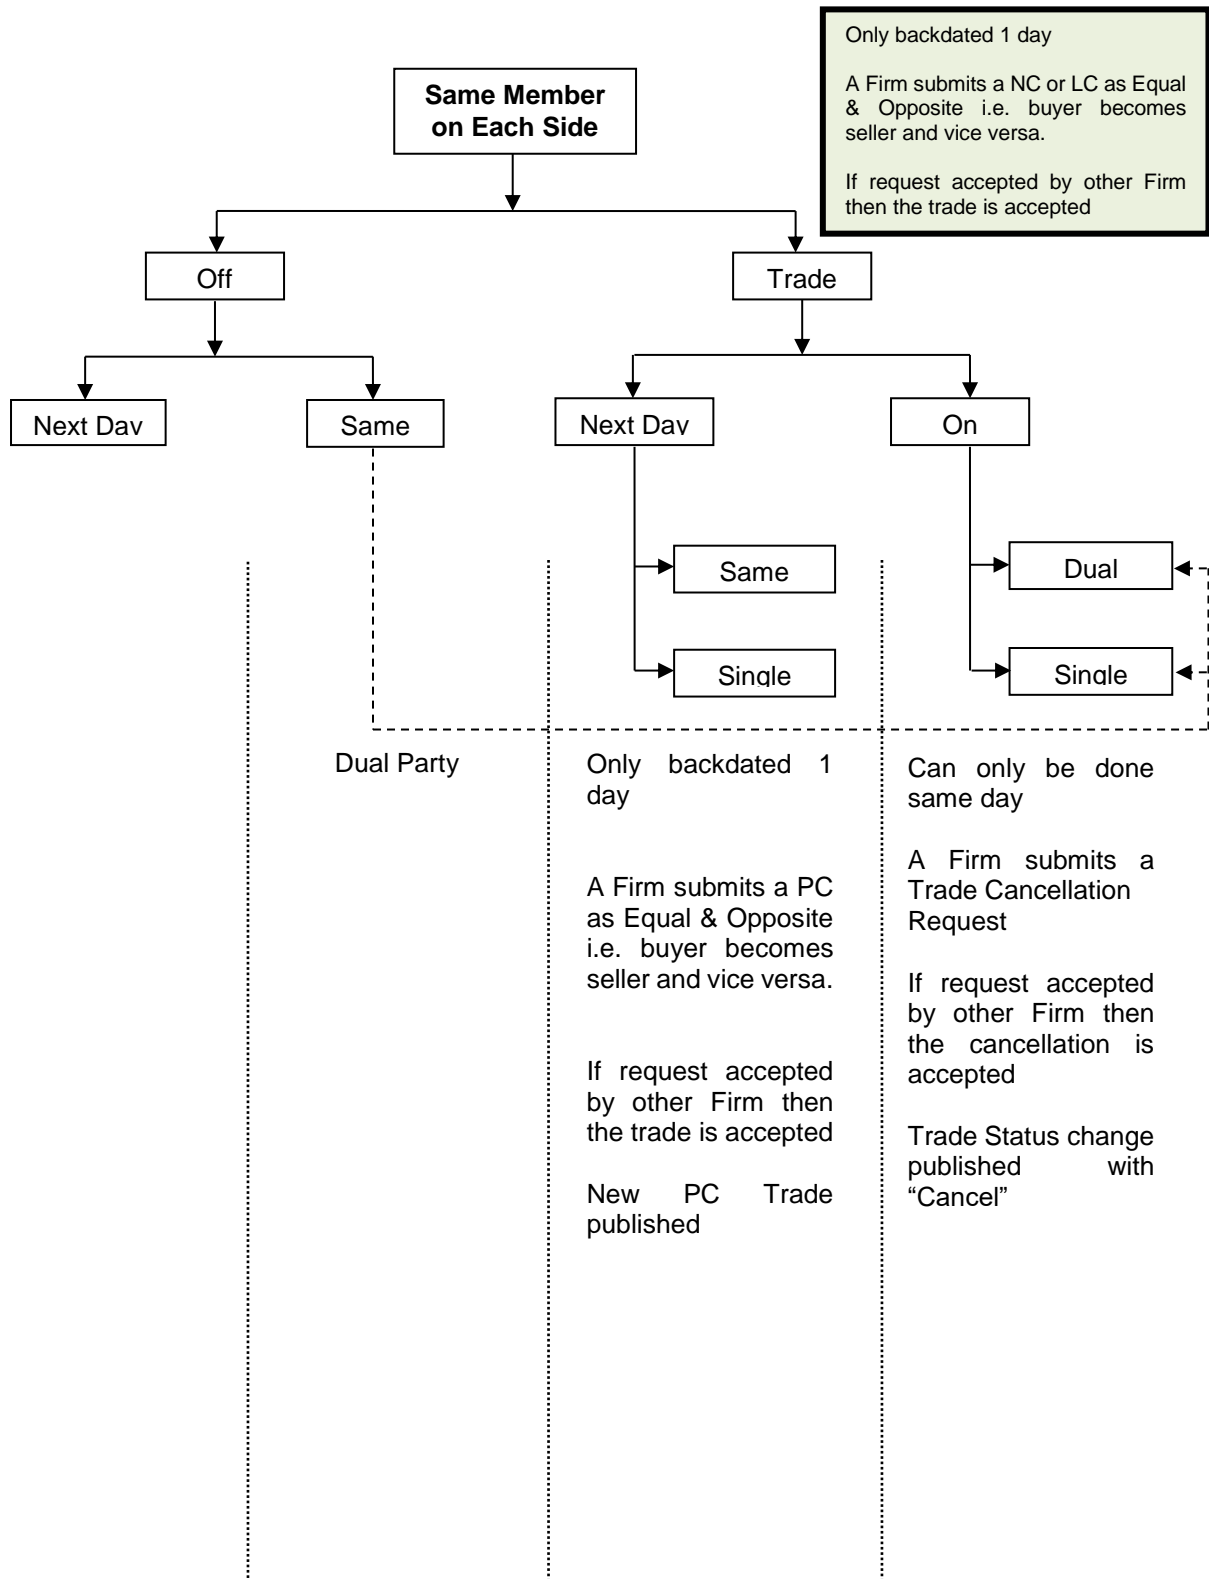 Only backdated 1 day
A Firm submits a NC or LC as Equal
& Opposite i.e. buyer becomes
seller and vice versa.
If request accepted by other Firm
then the trade is accepted
Same Member
on Each Side
Off
Trade
Next Day
Same
Next Day
On
Same
Dual
Single
Single
Dual Party
Only backdated 1
day
A Firm submits a PC
as Equal & Opposite
i.e. buyer becomes
seller and vice versa.
If request accepted
by other Firm then
the trade is accepted
New PC Trade
published
Can only be done
same day
A Firm submits a
Trade Cancellation
Request
If request accepted
by other Firm then
the cancellation is
accepted
Trade Status change
published with
“Cancel”